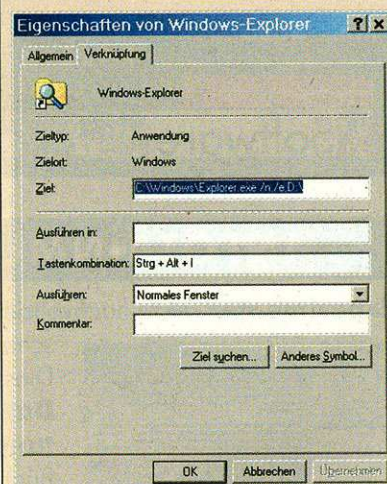 Eigenschaften von Windows-Explorer
Allgemein Verknüpfung
Windows-Explorer
Zieltyp: Anwendung
Zielort: Windows
Ziel: C:\Windows\Explorer.exe /n,/e,D:\
Ausführen in:
Tastenkombination: Strg + Alt + I
Ausführen: Normales Fenster
Kommentar:
Ziel suchen... Anderes Symbol...
OK Abbrechen Übernehmen